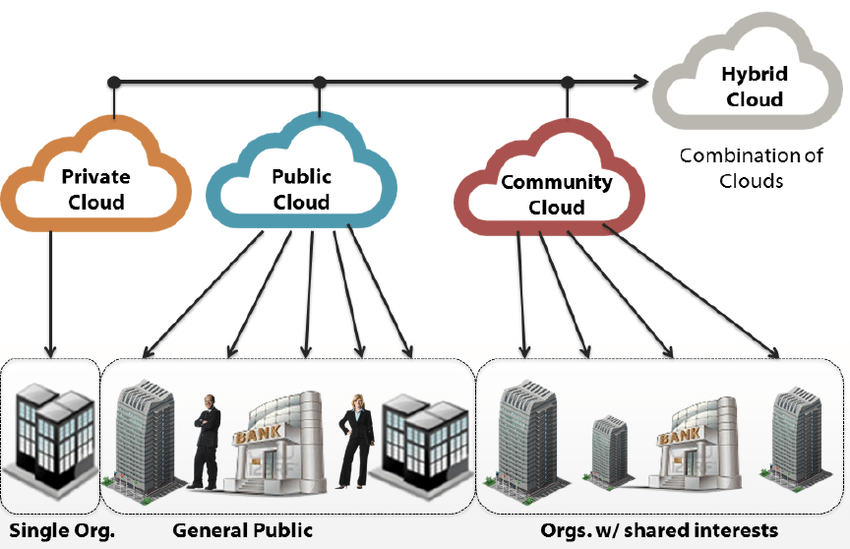 Hybrid
Cloud
Combination of
Clouds
Private
Cloud
Public
Cloud
Community
Cloud
BANK
BANK
Single Org.
General Public
Orgs. w/ shared interests